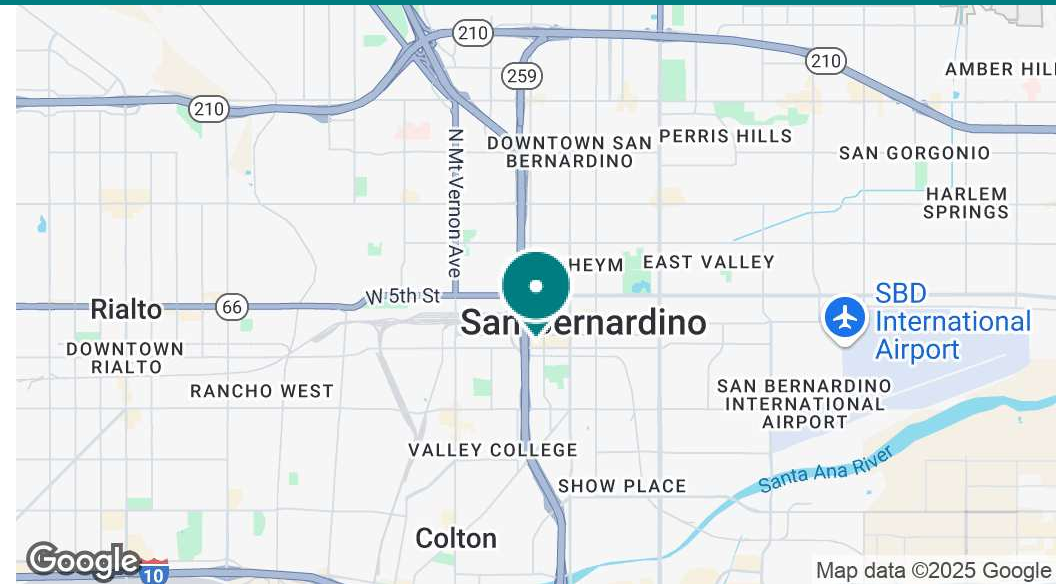 210
259
210
AMBER HIL
210
N Mt Vernon Ave
DOWNTOWN SAN
BERNARDINO
PERRIS HILLS
SAN GORGONIO
HARLEM
SPRINGS
HEYM
EAST VALLEY
W 5th St
66
Rialto
San Bernardino
SBD
International
Airport
DOWNTOWN
RIALTO
RANCHO WEST
SAN BERNARDINO
INTERNATIONAL
AIRPORT
VALLEY COLLEGE
Santa Ana River
SHOW PLACE
Colton
Google
10
Map data ©2025 Google